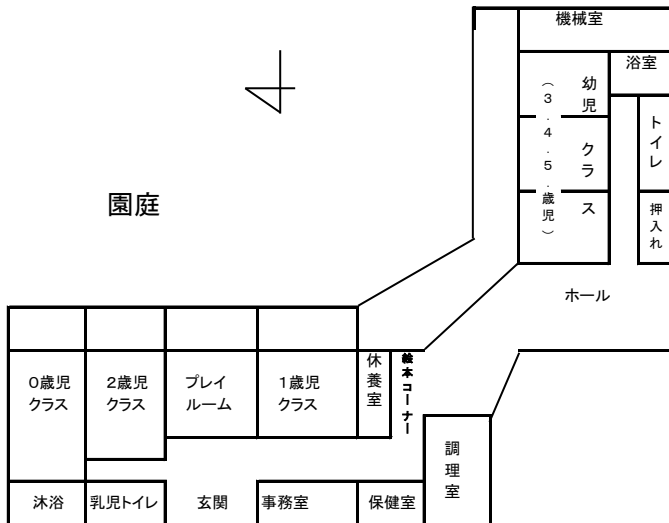 機械室
浴室
幼児クラス
(3.4.5.歳児)
トイレ
押入れ
園庭
ホール
0歳児
クラス
2歳児
クラス
プレイ
ルーム
1歳児
クラス
休養室
絵本コーナー
調理室
沐浴
乳児トイレ
玄関
事務室
保健室